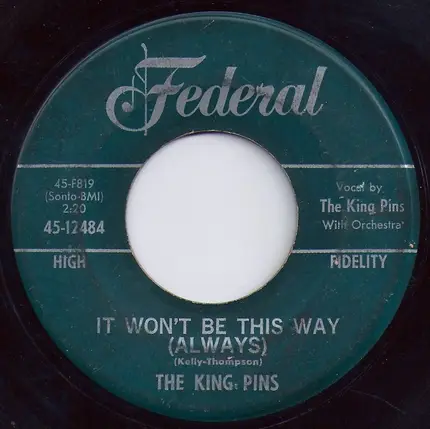 Federal
45-F819
(Sonlo-BMI)
2:20
45-12484
Vocal by
The King Pins
With Orchestra
HIGH
FIDELITY
IT WON'T BE THIS WAY
(ALWAYS)
(Kelly-Thompson)
THE KING PINS